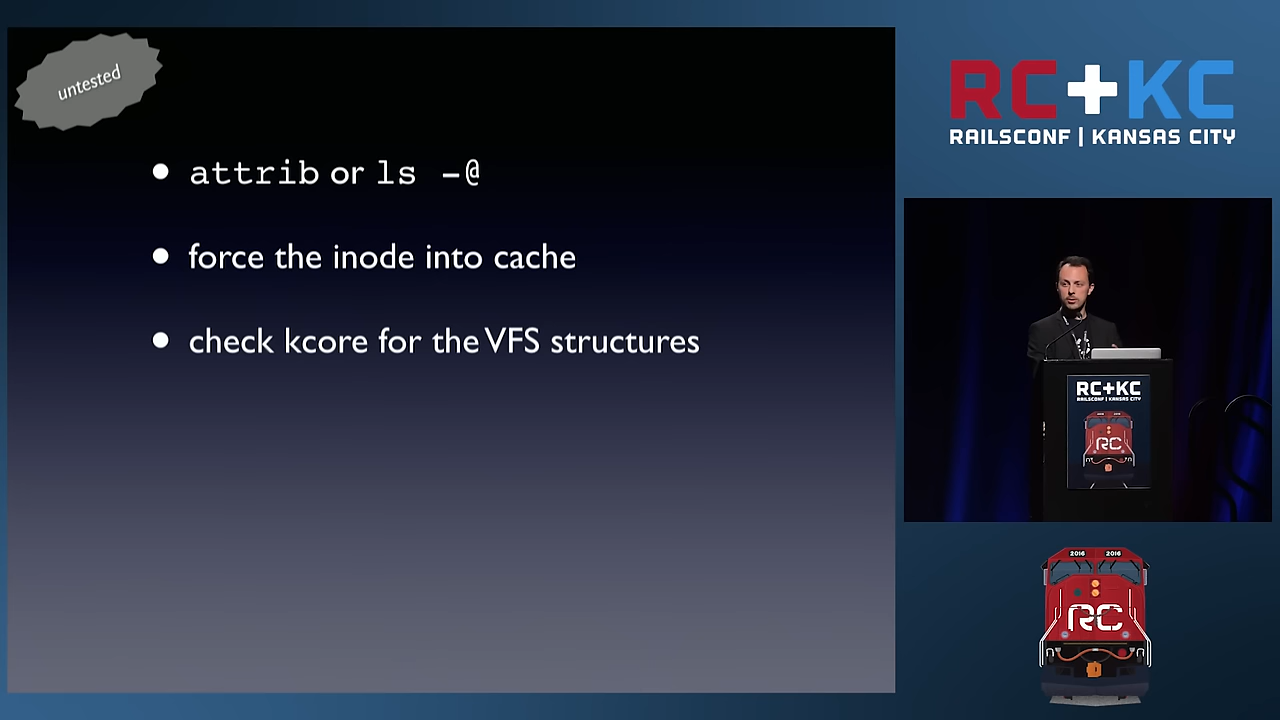 untested
attrib or ls -@
force the inode into cache
check kcore for the VFS structures
RC+KC
RAILSCONF | KANSAS CITY
RC+KC
RAILSCONF | KANSAS CITY
RC
2016 2016
RC